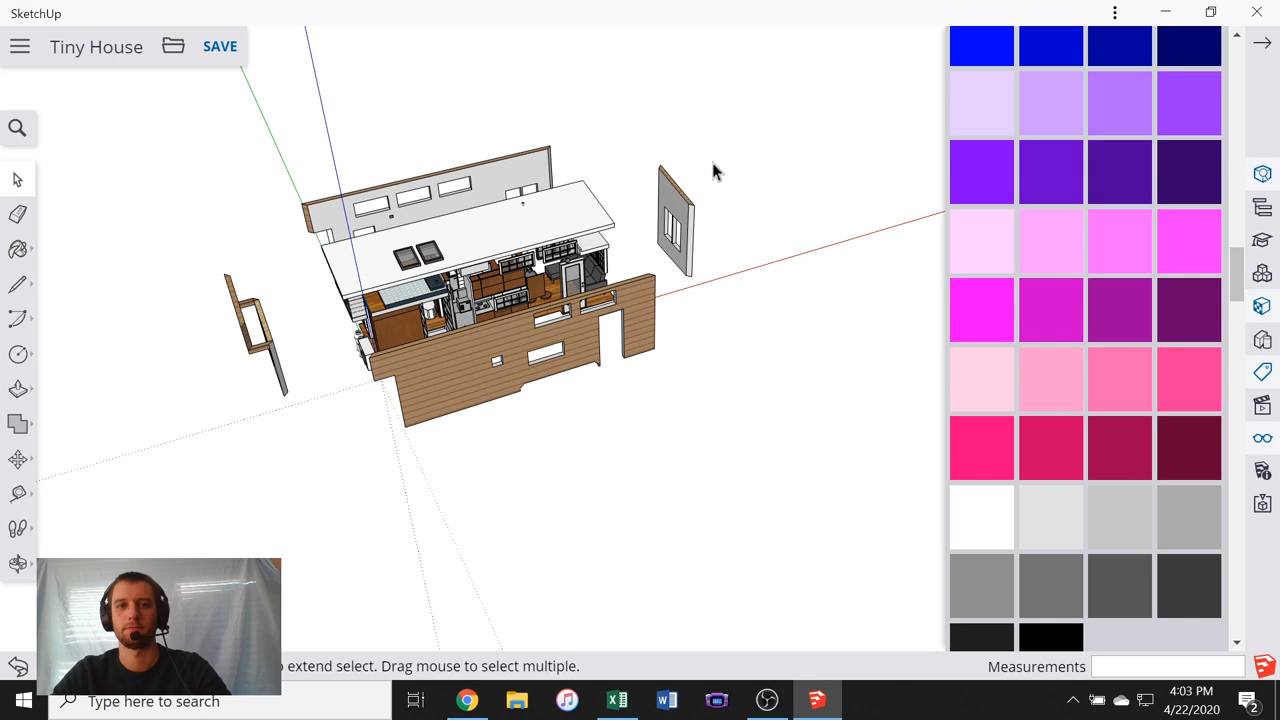 SketchUp
Tiny House
SAVE
o extend select. Drag mouse to select multiple.
Measurements
Type here to search
4:03 PM
4/22/2020
2